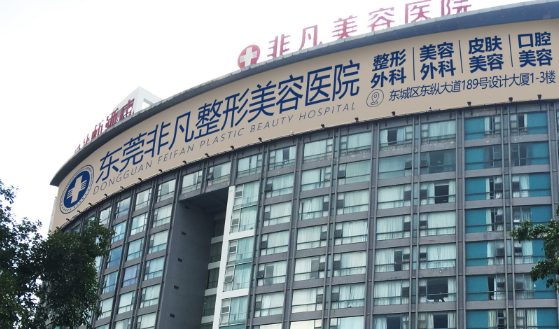 非凡美容医院
东莞非凡整形美容医院
DONGGUAN FEIFAN PLASTIC BEAUTY HOSPITAL
整形外科
美容外科
皮肤美容
口腔美容
东城区东纵大道189号设计大厦1-3楼